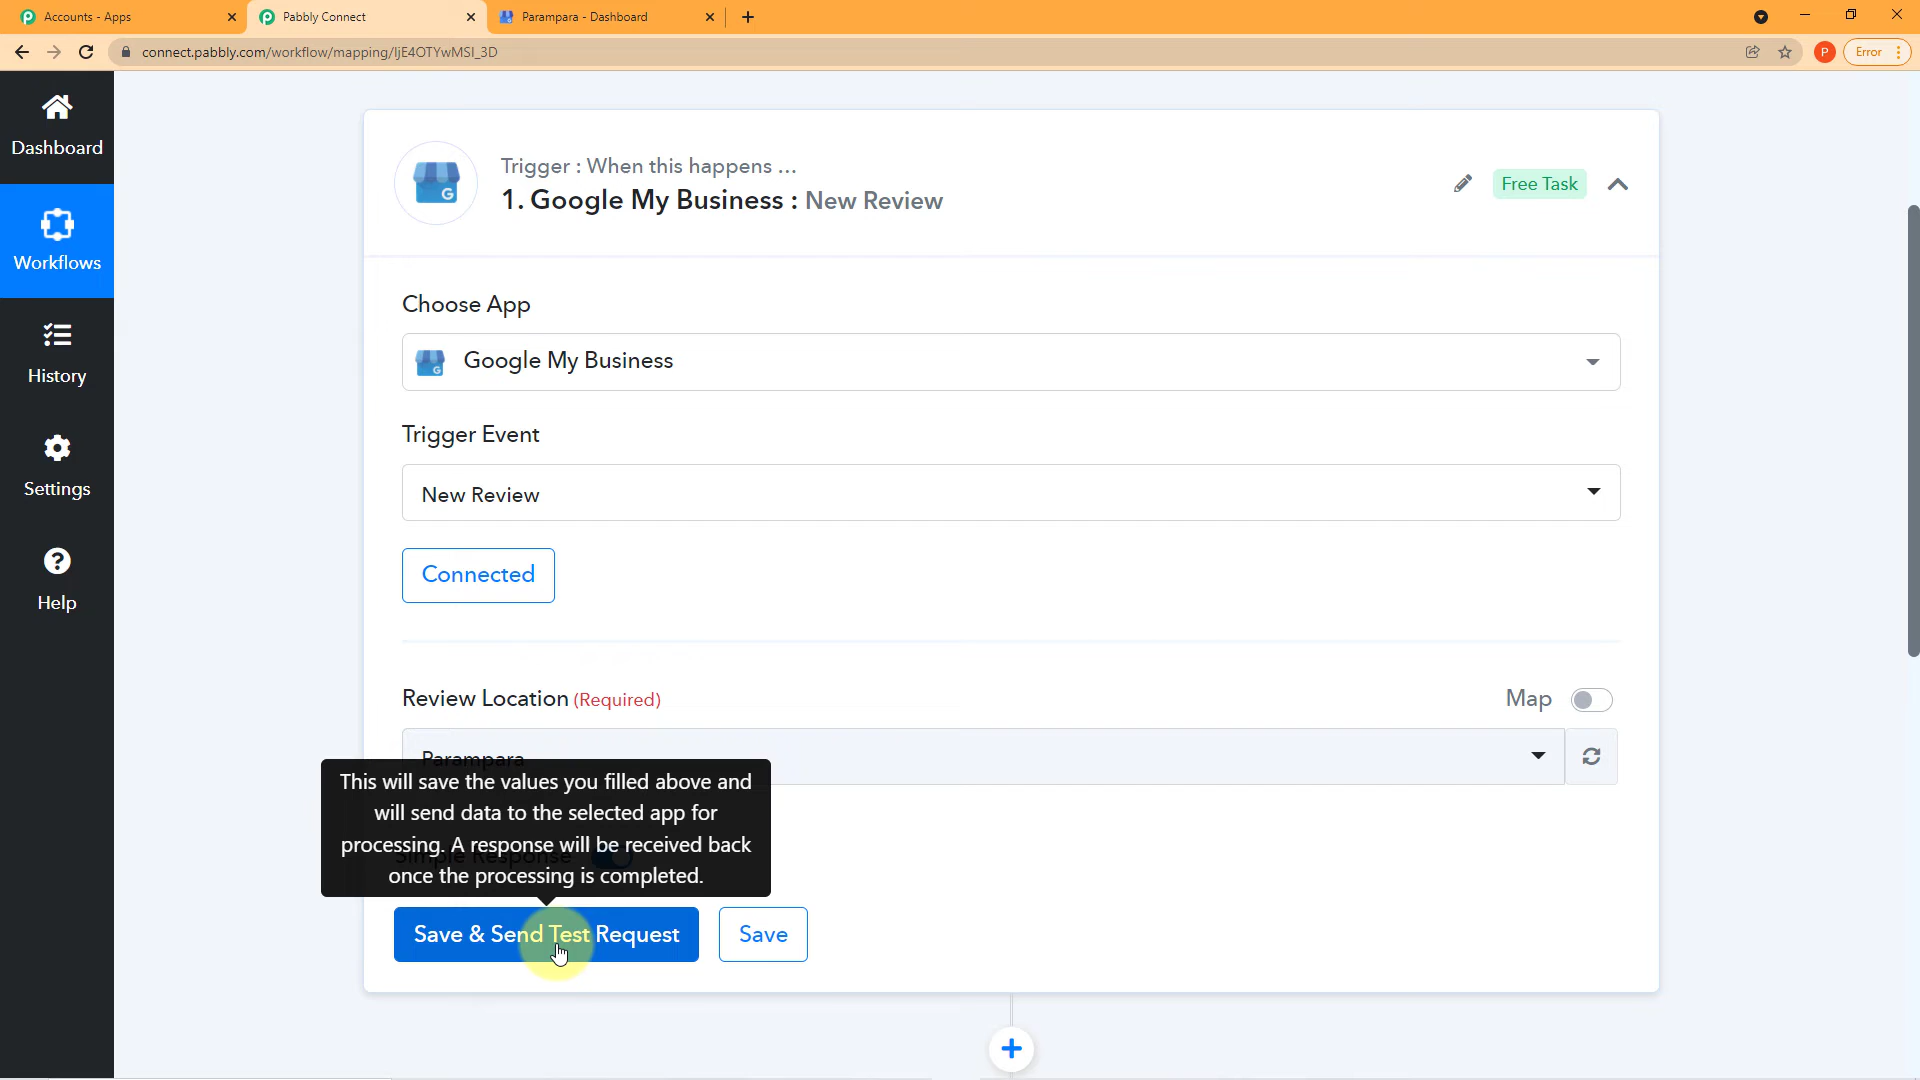 Accounts - Apps
Pabbly Connect
Parampara - Dashboard
connect.pabbly.com/workflow/mapping/IjE4OTYwMSI_3D
P
Error
Dashboard
Workflows
History
Settings
Help
Trigger : When this happens ...
1. Google My Business : New Review
Free Task
Choose App
Google My Business
Trigger Event
New Review
Connected
Review Location (Required)
Map
Parampara
This will save the values you filled above and
will send data to the selected app for
processing. A response will be received back
once the processing is completed.
Simple Response
Save & Send Test Request
Save